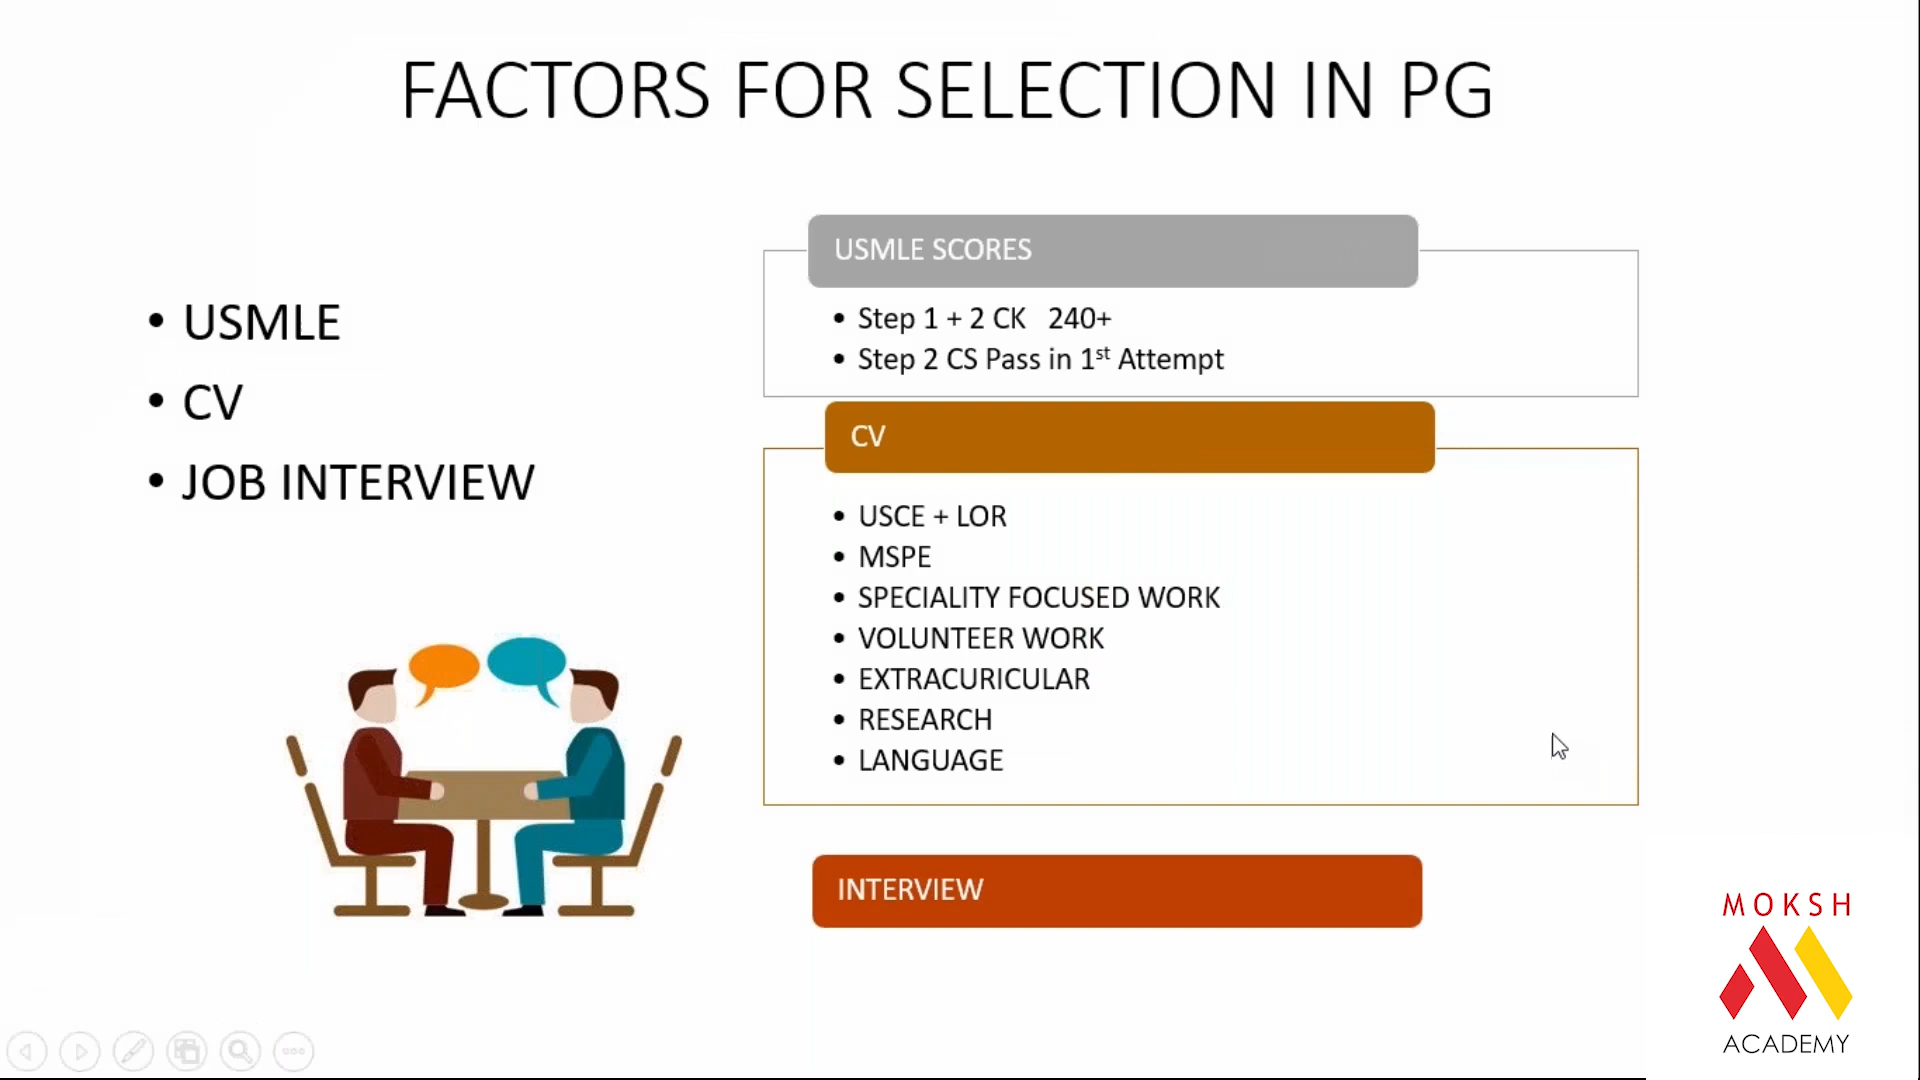 FACTORS FOR SELECTION IN PG
• USMLE
• CV
• JOB INTERVIEW
USMLE SCORES
• Step 1 + 2 CK 240+
• Step 2 CS Pass in 1st Attempt
CV
• USCE + LOR
• MSPE
• SPECIALITY FOCUSED WORK
• VOLUNTEER WORK
• EXTRACURICULAR
• RESEARCH
• LANGUAGE
INTERVIEW
MOKSH
ACADEMY